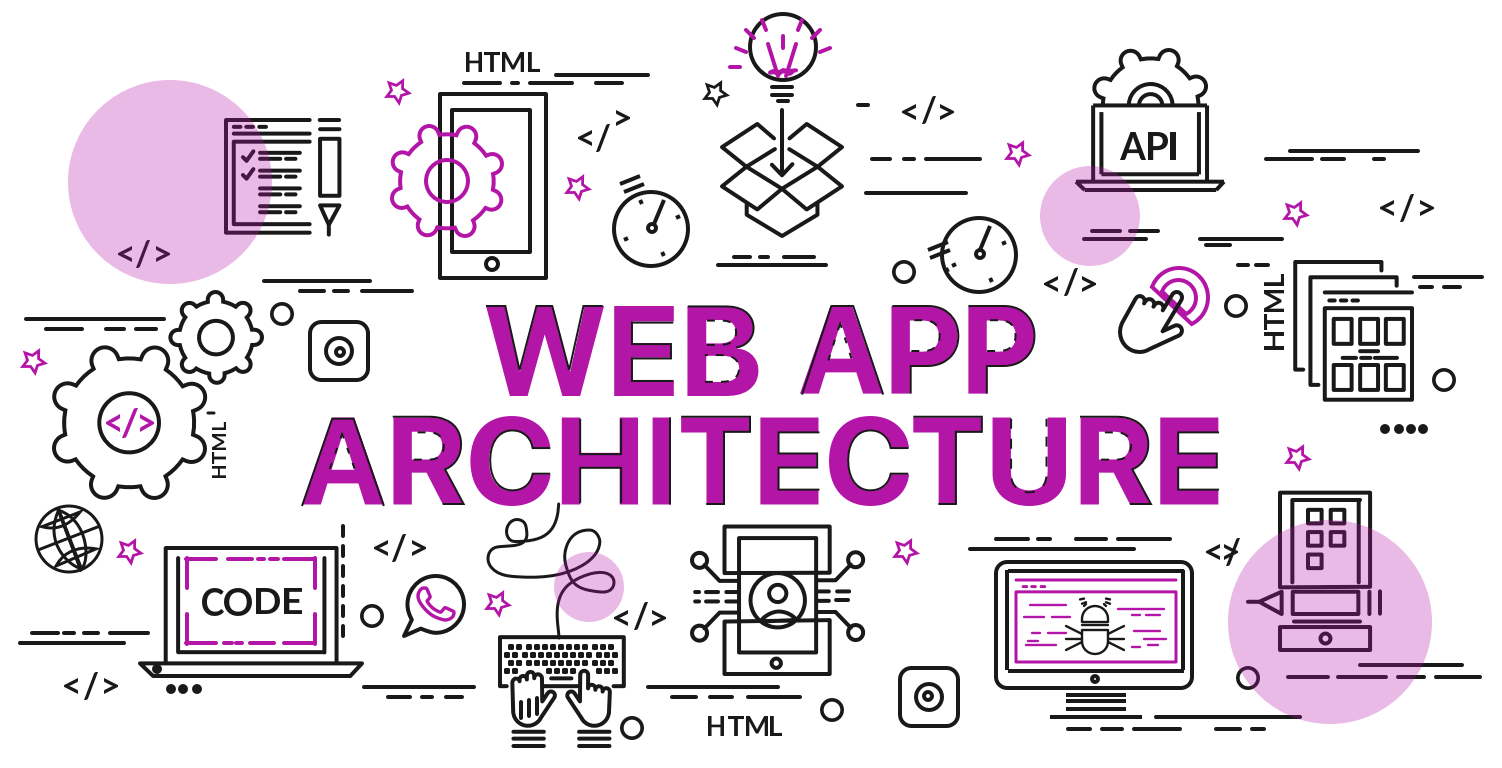 HTML
</>
</>
API
</>
</>
</>
HTML
WEB APP
ARCHITECTURE
</>
HTML
</>
</>
CODE
</>
</>
HTML